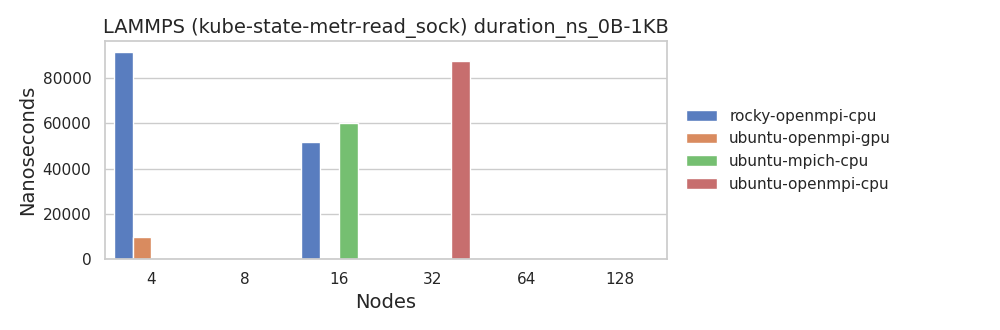 LAMMPS (kube-state-metr-read_sock) duration_ns_0B-1KB
Nanoseconds
80000
60000
40000
20000
0
4
8
16
32
64
128
Nodes
rocky-openmpi-cpu
ubuntu-openmpi-gpu
ubuntu-mpich-cpu
ubuntu-openmpi-cpu